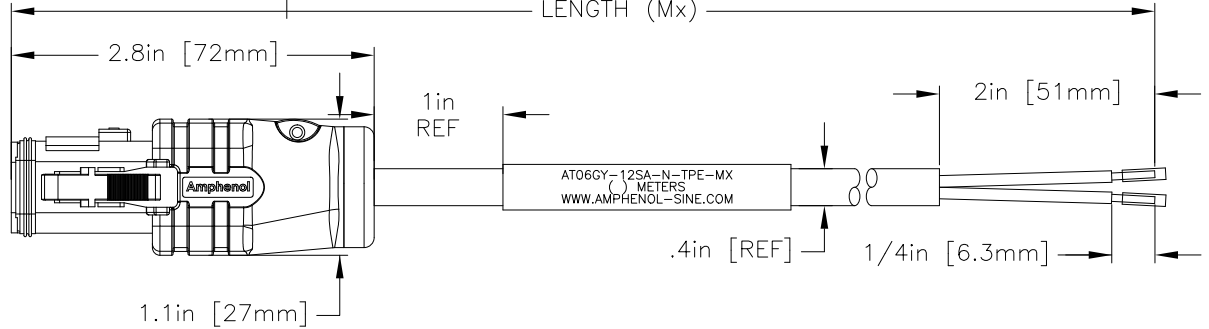 LENGTH (Mx)
2.8in [72mm]
1in
REF
2in [51mm]
Amphenol
AT06GY-12SA-N-TPE-MX
( ) METERS
WWW.AMPHENOL-SINE.COM
.4in [REF]
1/4in [6.3mm]
1.1in [27mm]